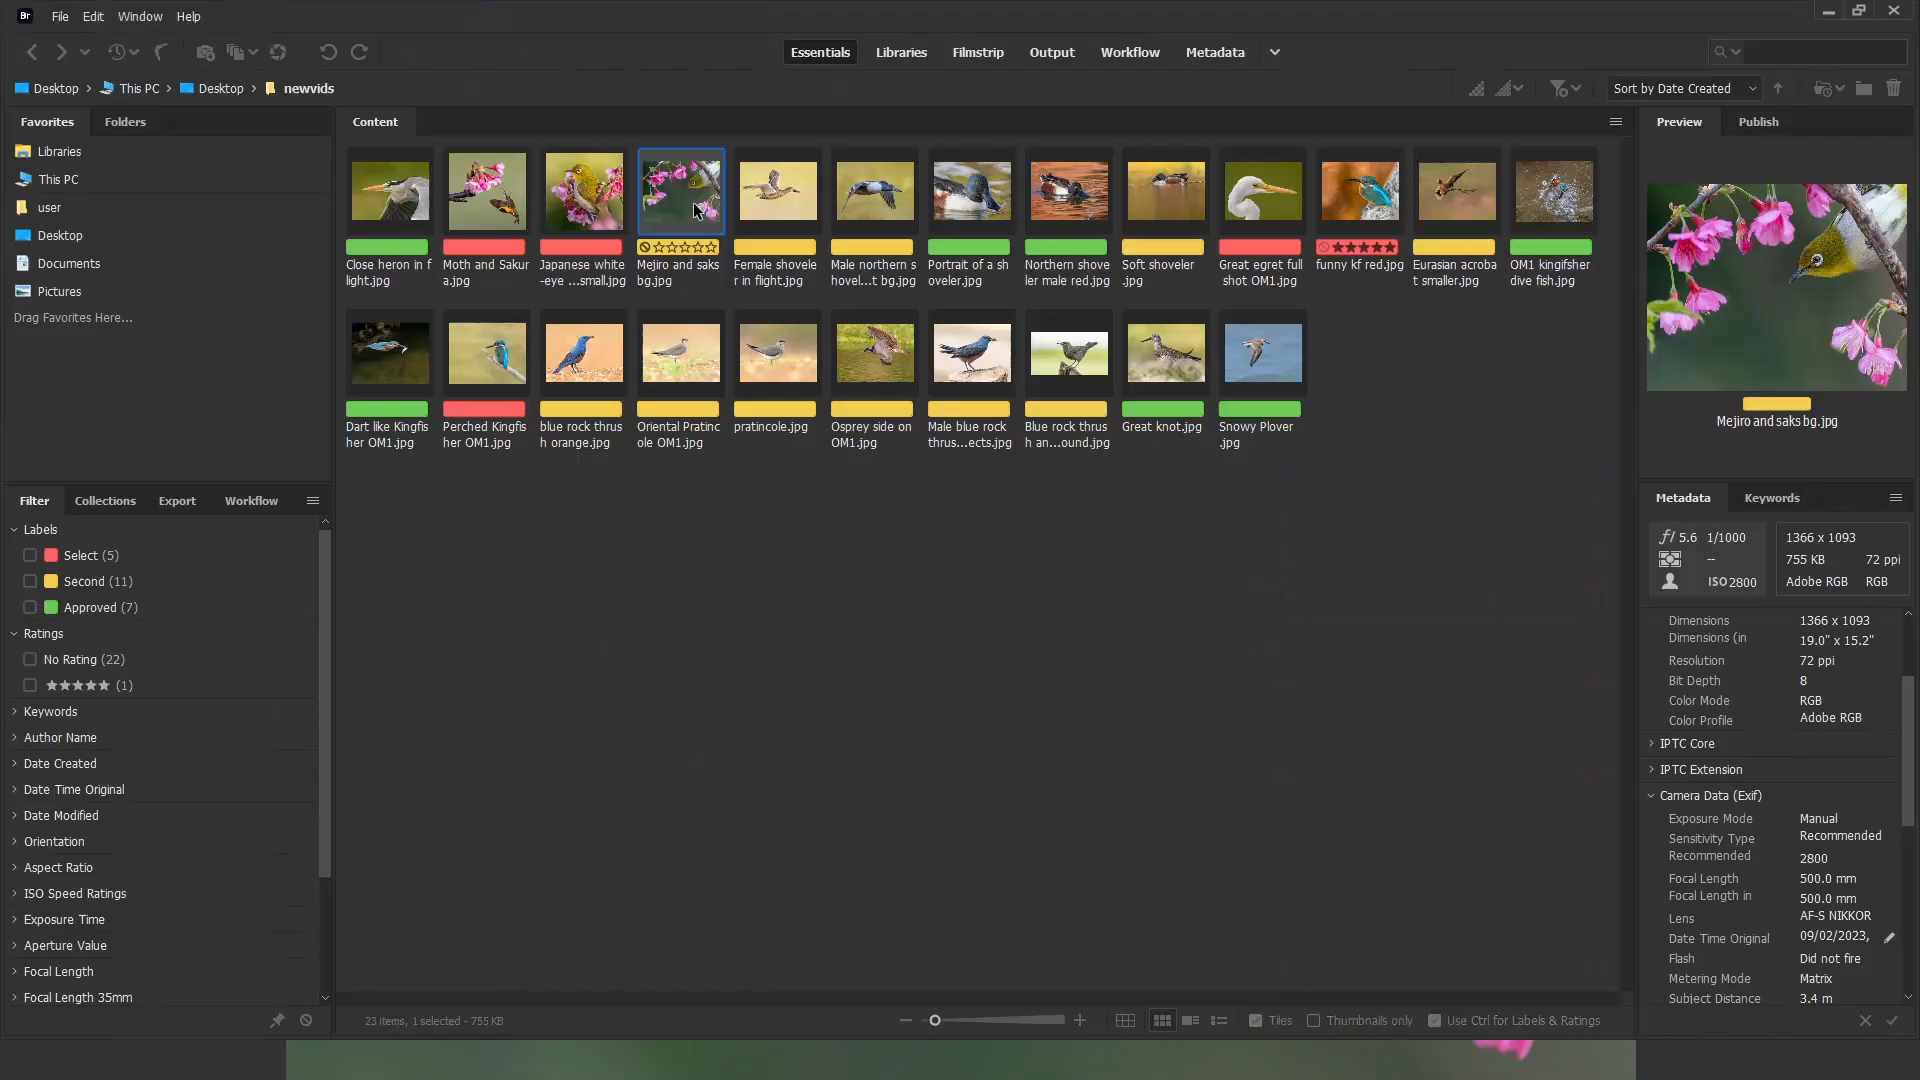 Br File Edit Window Help
Essentials Libraries Filmstrip Output Workflow Metadata
Desktop This PC Desktop newvids
Sort by Date Created
Favorites Folders
Libraries
This PC
user
Desktop
Documents
Pictures
Drag Favorites Here...
Content
Close heron in f
light.jpg
Moth and Sakur
a.jpg
Japanese white
-eye ...small.jpg
Mejiro and saks
bg.jpg
Female shovele
r in flight.jpg
Male northern s
hovel...t bg.jpg
Portrait of a sh
oveler.jpg
Northern shove
ler male red.jpg
Soft shoveler
.jpg
Great egret full
shot OM1.jpg
funny kf red.jpg
Eurasian acroba
t smaller.jpg
OM1 kingifsher
dive fish.jpg
Dart like Kingfis
her OM1.jpg
Perched Kingfis
her OM1.jpg
blue rock thrus
h orange.jpg
Oriental Pratinc
ole OM1.jpg
pratincole.jpg
Osprey side on
OM1.jpg
Male blue rock
thrus...ects.jpg
Blue rock thrus
h an...ound.jpg
Great knot.jpg
Snowy Plover
.jpg
Preview Publish
Mejiro and saks bg.jpg
Filter Collections Export Workflow
Labels
Select (5)
Second (11)
Approved (7)
Ratings
No Rating (22)
★★★★★ (1)
Keywords
Author Name
Date Created
Date Time Original
Date Modified
Orientation
Aspect Ratio
ISO Speed Ratings
Exposure Time
Aperture Value
Focal Length
Focal Length 35mm
23 items, 1 selected - 755 KB
Tiles Thumbnails only Use Ctrl for Labels & Ratings
Metadata Keywords
f/ 5.6 1/1000
--
ISO 2800
1366 x 1093
755 KB 72 ppi
Adobe RGB RGB
Dimensions 1366 x 1093
Dimensions (in 19.0" x 15.2"
Resolution 72 ppi
Bit Depth 8
Color Mode RGB
Color Profile Adobe RGB
IPTC Core
IPTC Extension
Camera Data (Exif)
Exposure Mode Manual
Sensitivity Type Recommended
Recommended 2800
Focal Length 500.0 mm
Focal Length in 500.0 mm
Lens AF-S NIKKOR
Date Time Original 09/02/2023,
Flash Did not fire
Metering Mode Matrix
Subject Distance 3.4 m